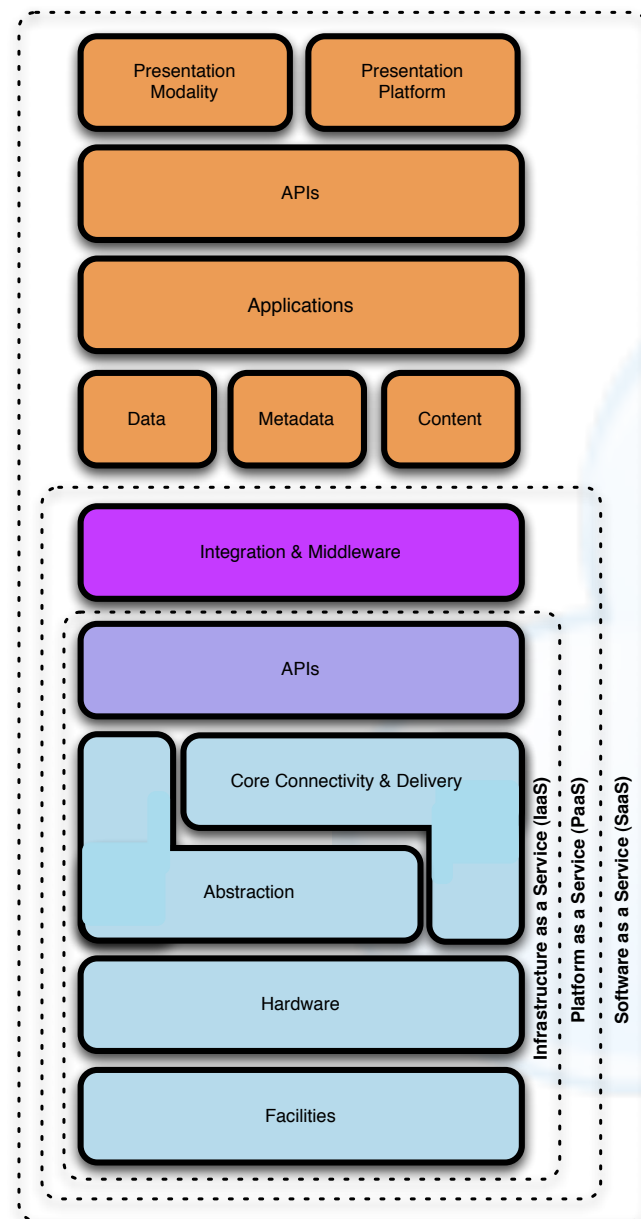 Presentation
Modality
Presentation
Platform
APIs
Applications
Data
Metadata
Content
Integration & Middleware
APIs
Core Connectivity & Delivery
Abstraction
Hardware
Facilities
Infrastructure as a Service (IaaS)
Platform as a Service (PaaS)
Software as a Service (SaaS)